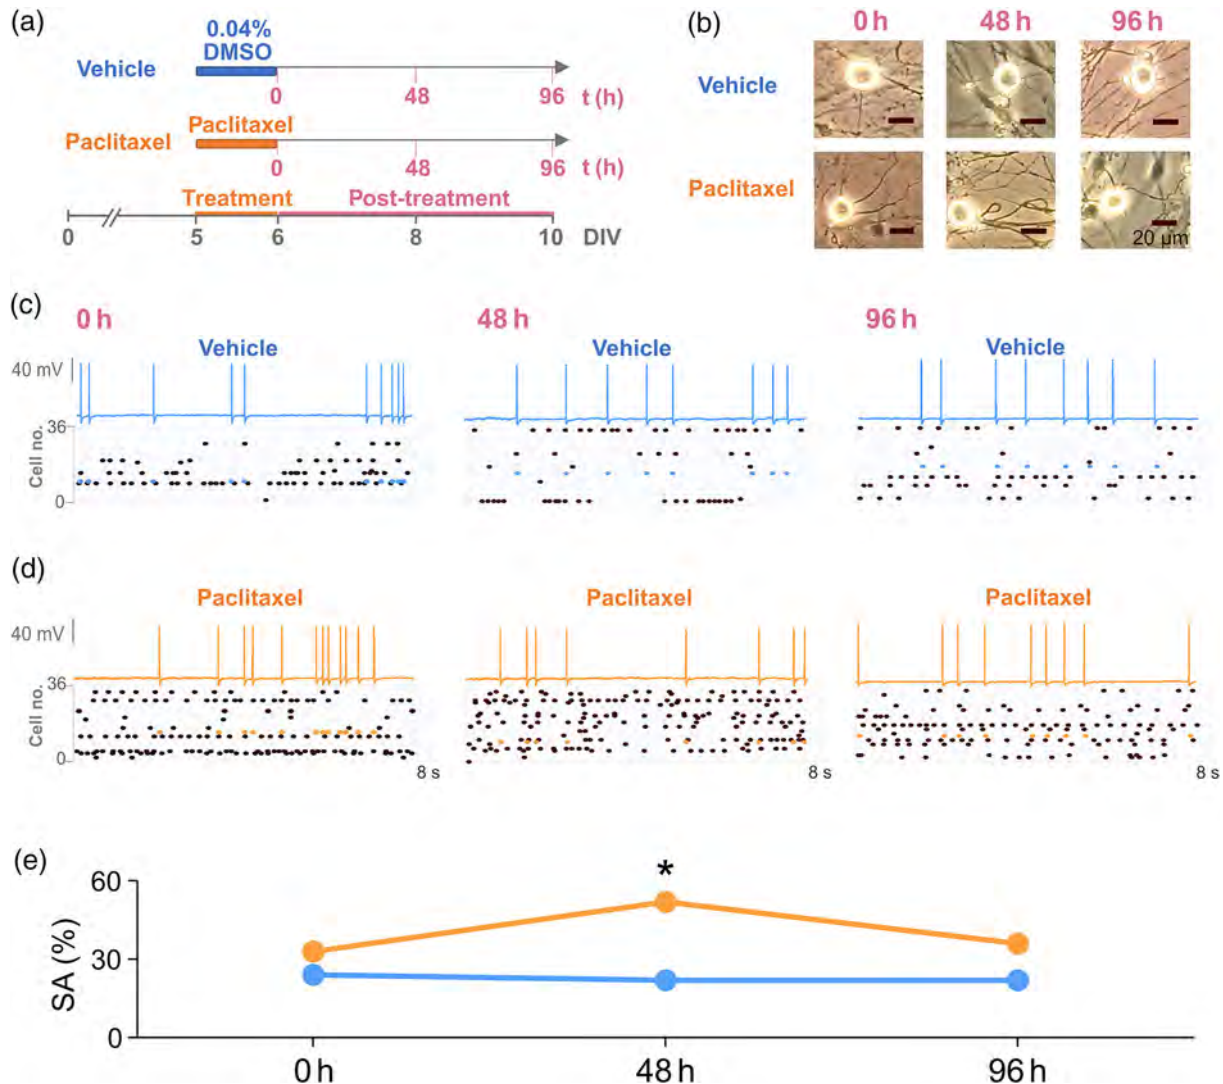 (a)
0.04%
DMSO
Vehicle
0 48 96 t (h)
Paclitaxel
Paclitaxel
0 48 96 t (h)
Treatment Post-treatment
0 5 6 8 10 DIV
(b)
0 h 48 h 96 h
Vehicle
Paclitaxel
20 µm
(c)
0 h 48 h 96 h
Vehicle Vehicle Vehicle
40 mV
36
Cell no.
0
(d)
Paclitaxel Paclitaxel Paclitaxel
40 mV
36
Cell no.
0
8 s 8 s 8 s
(e)
*
60
30
0
SA (%)
0 h 48 h 96 h